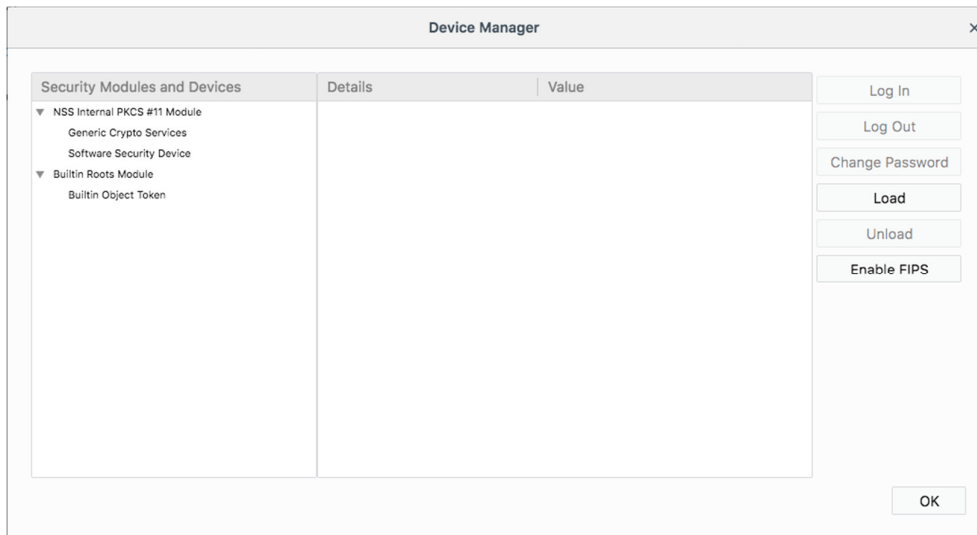 Device Manager
Security Modules and Devices
Details
Value
NSS Internal PKCS #11 Module
Generic Crypto Services
Software Security Device
Builtin Roots Module
Builtin Object Token
Log In
Log Out
Change Password
Load
Unload
Enable FIPS
OK